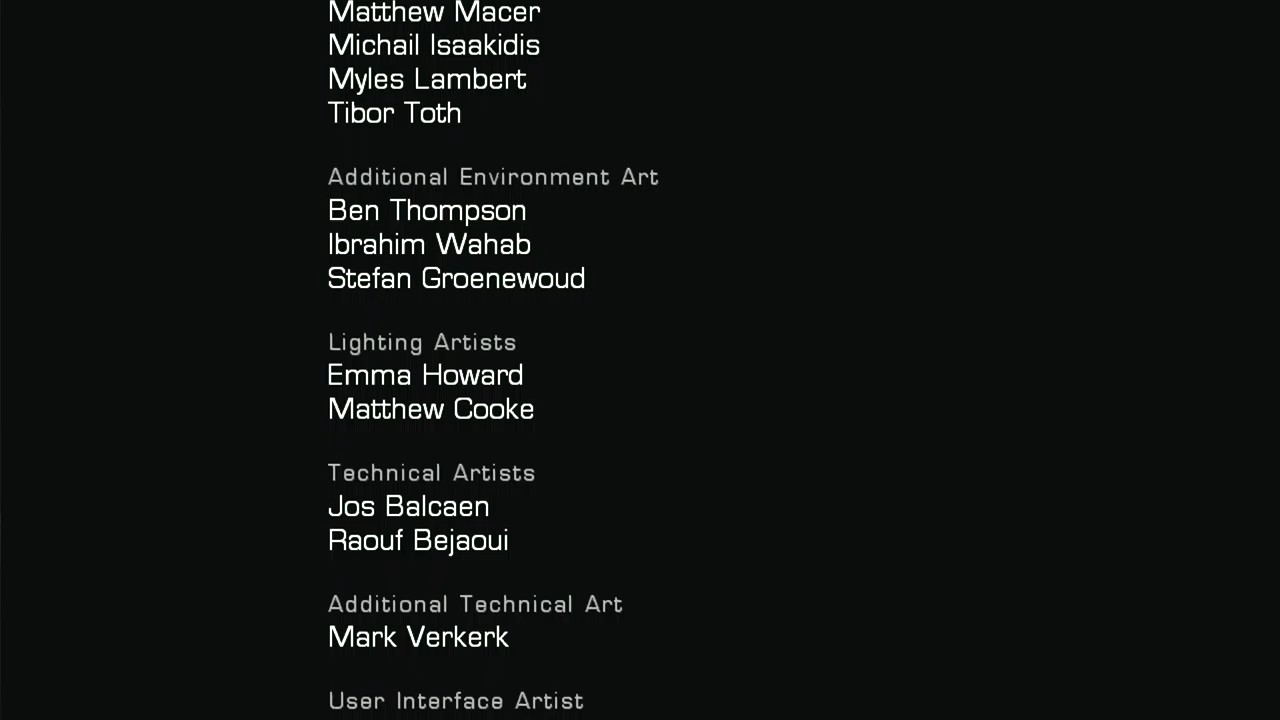 Matthew Macer
Michail Isaakidis
Myles Lambert
Tibor Toth
Additional Environment Art
Ben Thompson
Ibrahim Wahab
Stefan Groenewoud
Lighting Artists
Emma Howard
Matthew Cooke
Technical Artists
Jos Balcaen
Raouf Bejaoui
Additional Technical Art
Mark Verkerk
User Interface Artist